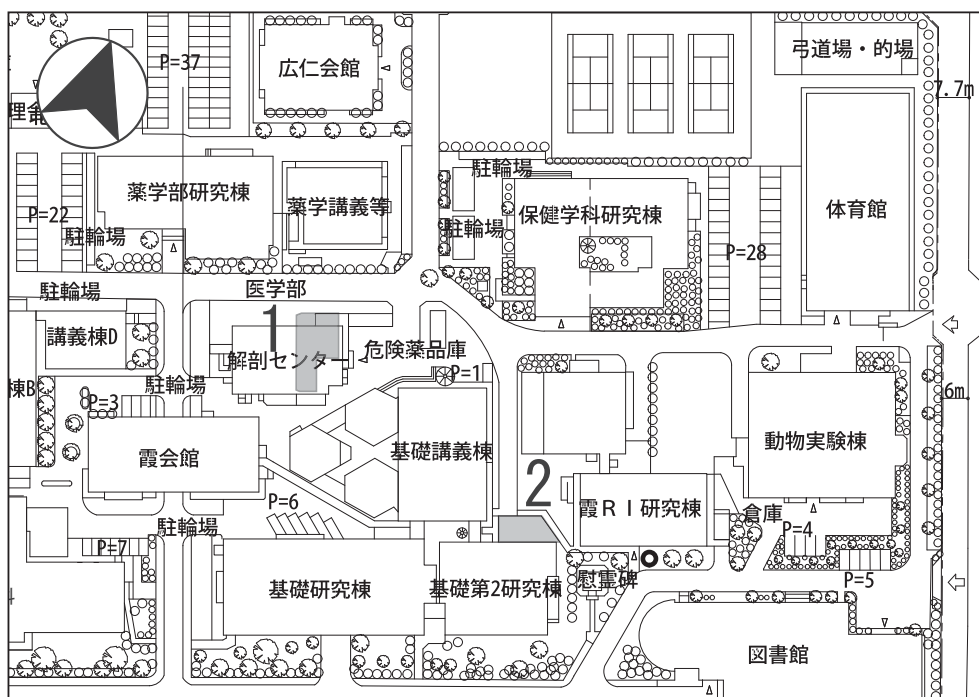 弓道場・的場
P=37
広仁会館
7.7m
駐輪場
薬学部研究棟
薬学講義等
保健学科研究棟
体育館
P=22
駐輪場
駐輪場
P=28
駐輪場
医学部
1
講義棟D
解剖センター
危険薬品庫
P=1
駐輪場
棟B
P=3
6m
霞会館
基礎講義棟
動物実験棟
2
P=6
霞RI研究棟
倉庫
駐輪場
P=4
P=7
基礎研究棟
基礎第2研究棟
慰霊碑
P=5
図書館